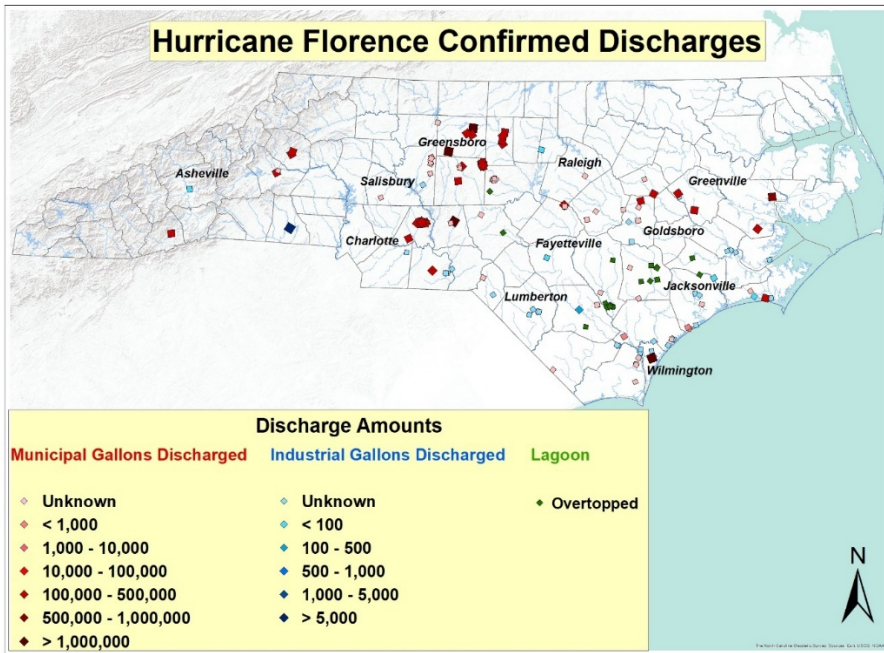 Hurricane Florence Confirmed Discharges
Greensboro
Raleigh
Asheville
Salisbury
Greenville
Charlotte
Fayetteville
Goldsboro
Lumberton
Jacksonville
Wilmington
Discharge Amounts
Municipal Gallons Discharged
Unknown
< 1,000
1,000 - 10,000
10,000 - 100,000
100,000 - 500,000
500,000 - 1,000,000
> 1,000,000
Industrial Gallons Discharged
Unknown
< 100
100 - 500
500 - 1,000
1,000 - 5,000
> 5,000
Lagoon
Overtopped
N